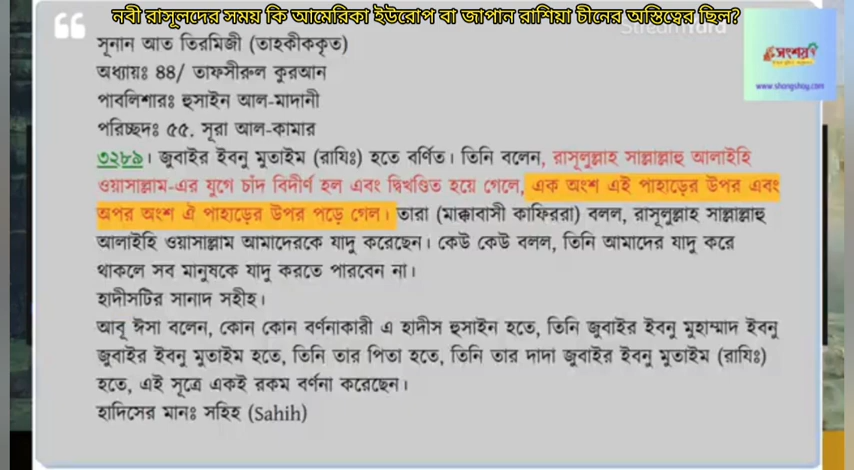 নবী রাসূলদের সময় কি আমেরিকা ইউরোপ বা জাপান রাশিয়া চীনের অস্তিত্বের ছিল?
StreamYard
সংশয়
www.shongshoy.com
সূনান আত তিরমিজী (তাহকীককৃত)
অধ্যায়ঃ ৪৪/ তাফসীরুল কুরআন
পাবলিশারঃ হুসাইন আল-মাদানী
পরিচ্ছদঃ ৫৫. সূরা আল-কামার
৩২৮৯। জুবাইর ইবনু মুতাইম (রাযিঃ) হতে বর্ণিত। তিনি বলেন, রাসূলুল্লাহ সাল্লাল্লাহু আলাইহি
ওয়াসাল্লাম-এর যুগে চাঁদ বিদীর্ণ হল এবং দ্বিখণ্ডিত হয়ে গেলে, এক অংশ এই পাহাড়ের উপর এবং
অপর অংশ ঐ পাহাড়ের উপর পড়ে গেল। তারা (মাক্কাবাসী কাফিররা) বলল, রাসূলুল্লাহ সাল্লাল্লাহু
আলাইহি ওয়াসাল্লাম আমাদেরকে যাদু করেছেন। কেউ কেউ বলল, তিনি আমাদের যাদু করে
থাকলে সব মানুষকে যাদু করতে পারবেন না।
হাদীসটির সানাদ সহীহ।
আবূ ঈসা বলেন, কোন কোন বর্ণনাকারী এ হাদীস হুসাইন হতে, তিনি জুবাইর ইবনু মুহাম্মাদ ইবনু
জুবাইর ইবনু মুতাইম হতে, তিনি তার পিতা হতে, তিনি তার দাদা জুবাইর ইবনু মুতাইম (রাযিঃ)
হতে, এই সূত্রে একই রকম বর্ণনা করেছেন।
হাদিসের মানঃ সহিহ (Sahih)